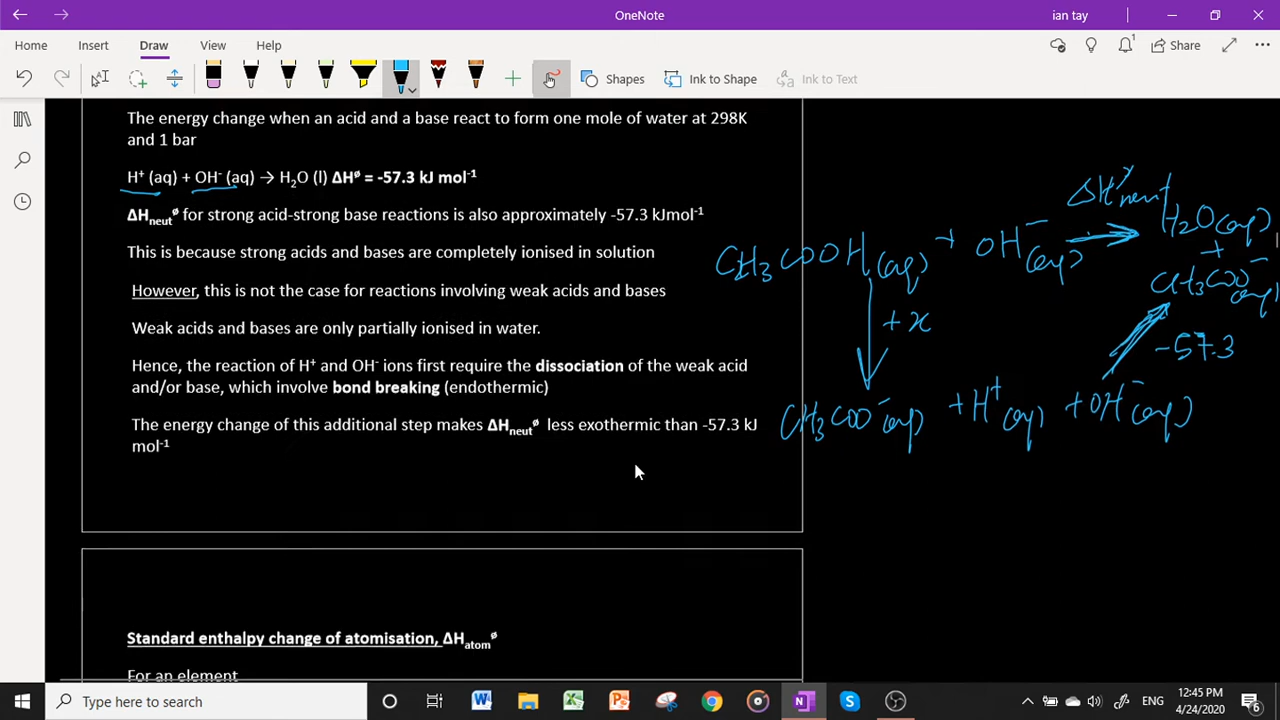 OneNote
ian tay
Home Insert Draw View Help
Shapes Ink to Shape Ink to Text Share
The energy change when an acid and a base react to form one mole of water at 298K
and 1 bar
H⁺ (aq) + OH⁻ (aq) → H₂O (l) ΔHᶲ = -57.3 kJ mol⁻¹
ΔHₙₑᵤₜᶲ for strong acid-strong base reactions is also approximately -57.3 kJmol⁻¹
This is because strong acids and bases are completely ionised in solution
However, this is not the case for reactions involving weak acids and bases
Weak acids and bases are only partially ionised in water.
Hence, the reaction of H⁺ and OH⁻ ions first require the dissociation of the weak acid
and/or base, which involve bond breaking (endothermic)
The energy change of this additional step makes ΔHₙₑᵤₜᶲ less exothermic than -57.3 kJ
mol⁻¹
ΔHneut
CH₃COOH(aq) + OH⁻(aq) → H₂O(aq)
+
CH₃COO⁻(aq)
+x
-57.3
CH₃COO⁻(aq) + H⁺(aq) + OH⁻(aq)
Standard enthalpy change of atomisation, ΔHₐₜₒₘᶲ
For an element
Type here to search
ENG
12:45 PM
4/24/2020
6